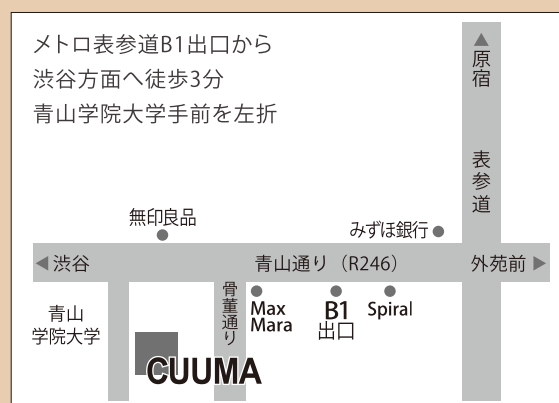 メトロ表参道B1出口から
渋谷方面へ徒歩3分
青山学院大学手前を左折
▲
原宿
表参道
無印良品
みずほ銀行
◀渋谷
青山通り（R246）
外苑前▶
青山
学院大学
骨董通り
Max
Mara
B1
出口
Spiral
CUUMA